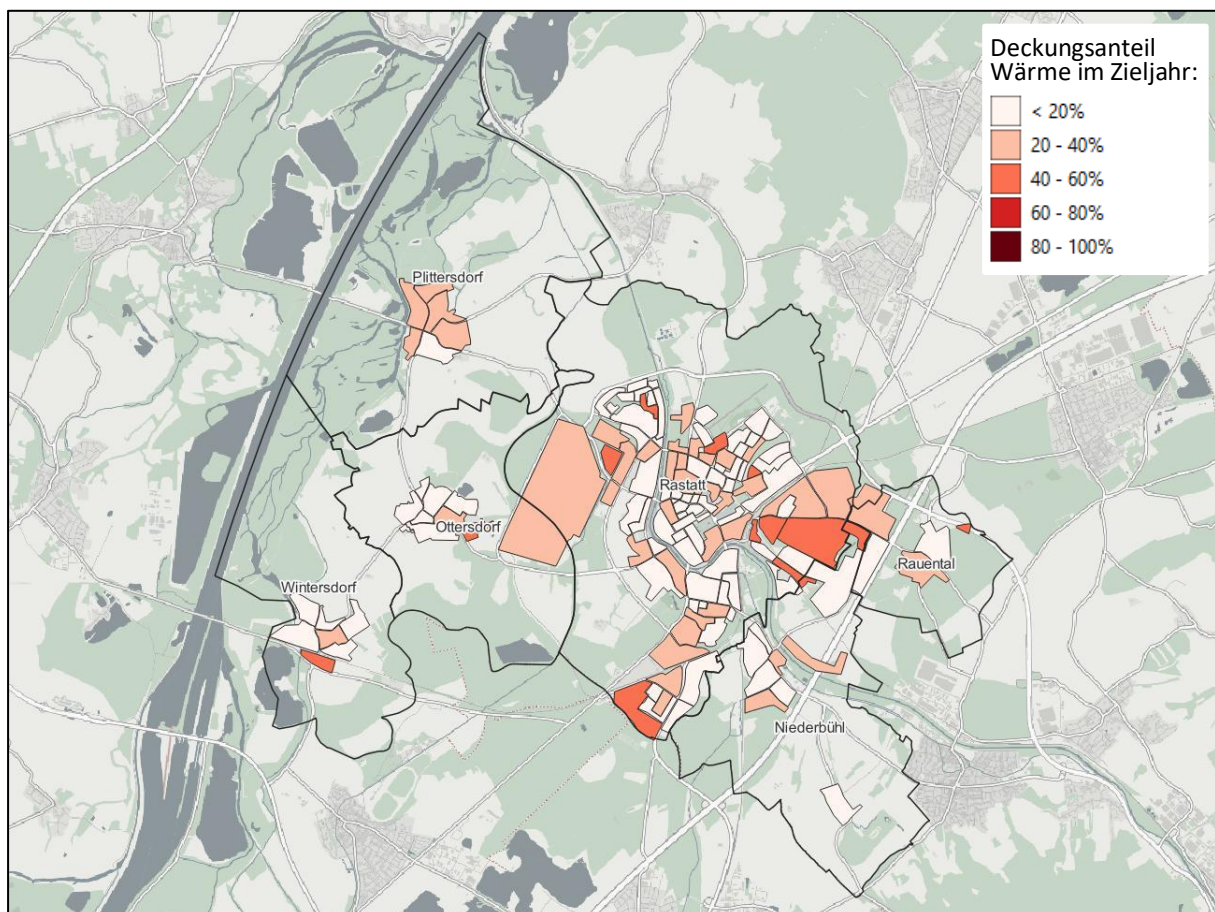 Deckungsanteil
Wärme im Zieljahr:
< 20%
20 - 40%
40 - 60%
60 - 80%
80 - 100%
Plittersdorf
Rastatt
Ottersdorf
Rauental
Wintersdorf
Niederbühl